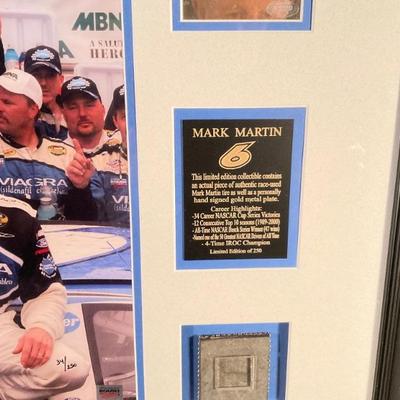 MBN
A SALUTE
HERO
VIAGRA
(sildenafil citrate)
34/250
MARK MARTIN
6
This limited edition collectible contains
an actual piece of authentic race-used
Mark Martin tire as well as a personally
hand signed gold metal plate.
Career Highlights:
-34 Career NASCAR Cup Series Victories
-12 Consecutive Top 10 seasons (1989-2000)
- All-Time NASCAR Busch Series Winner (47 wins)
-Named one of the 50 Greatest NASCAR Drivers of All Time
- 4-Time IROC Champion
Limited Edition of 250